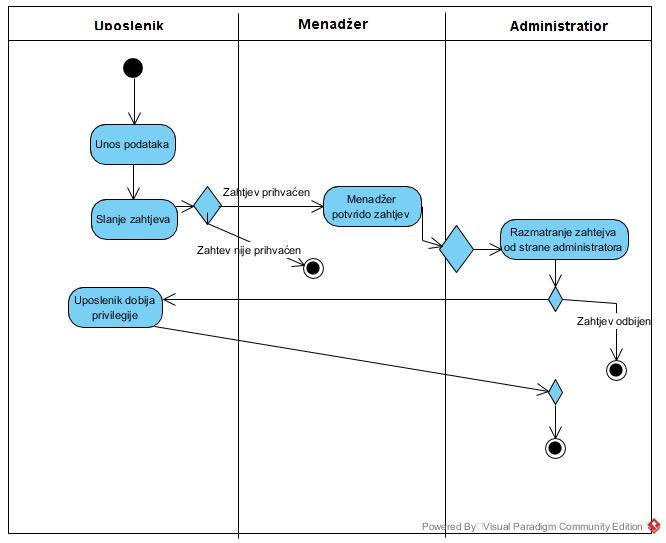 Uposlenik
Menadžer
Administratior
Unos podataka
Slanje zahtjeva
Zahtjev prihvaćen
Menadžer
potvrido zahtjev
Zahtev nije prihvaćen
Razmatranje zahtejva
od strane administratora
Uposlenik dobija
privilegije
Zahtjev odbijen
Powered By Visual Paradigm Community Edition